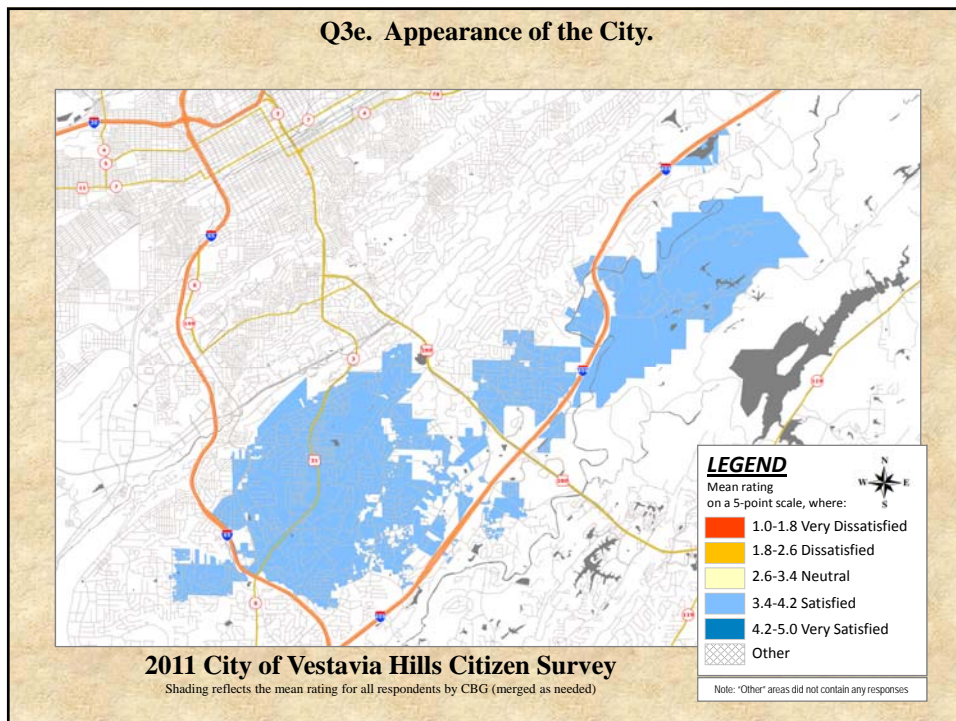 Q3e. Appearance of the City.
LEGEND
Mean rating
on a 5-point scale, where:
N
W E
S
1.0-1.8 Very Dissatisfied
1.8-2.6 Dissatisfied
2.6-3.4 Neutral
3.4-4.2 Satisfied
4.2-5.0 Very Satisfied
Other
2011 City of Vestavia Hills Citizen Survey
Shading reflects the mean rating for all respondents by CBG (merged as needed)
Note: "Other" areas did not contain any responses